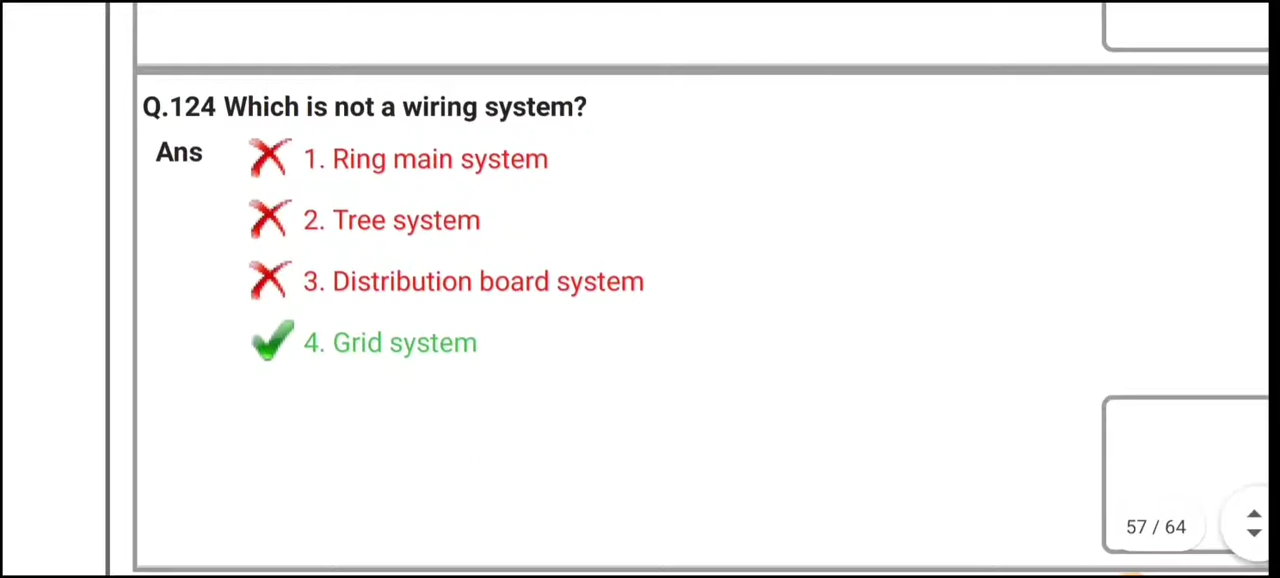 Q.124 Which is not a wiring system?
Ans 1. Ring main system
2. Tree system
3. Distribution board system
4. Grid system
57 / 64